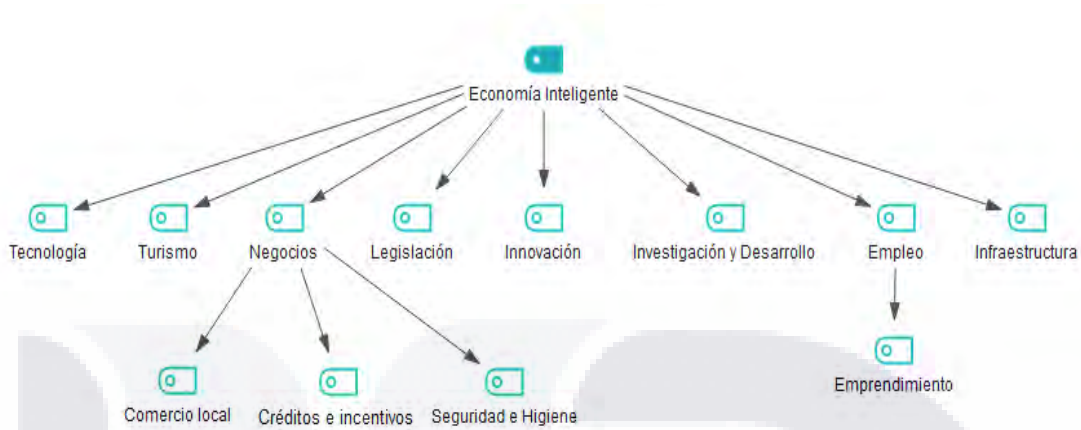 Economía Inteligente
Tecnología
Turismo
Negocios
Legislación
Innovación
Investigación y Desarrollo
Empleo
Infraestructura
Comercio local
Créditos e incentivos
Seguridad e Higiene
Emprendimiento